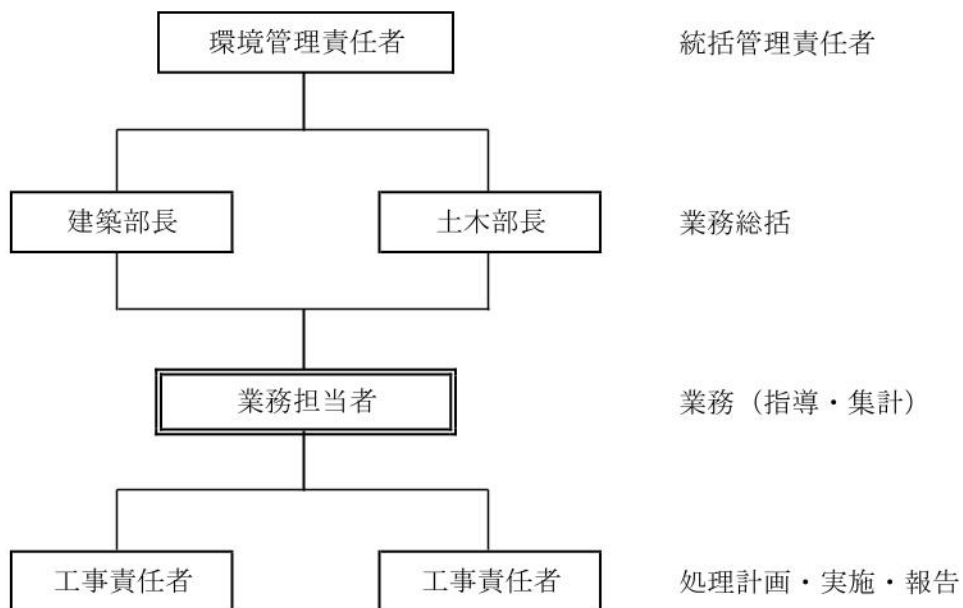 環境管理責任者 統括管理責任者
建築部長 土木部長 業務総括
業務担当者 業務（指導・集計）
工事責任者 工事責任者 処理計画・実施・報告